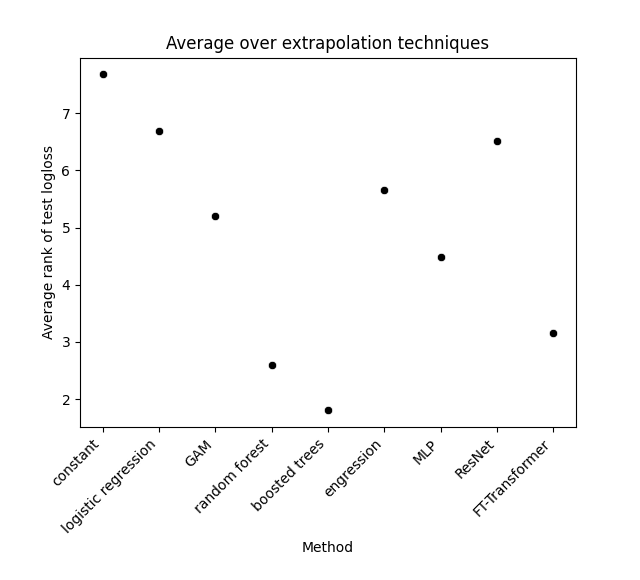 Average over extrapolation techniques
Average rank of test logloss
7
6
5
4
3
2
constant
logistic regression
GAM
random forest
boosted trees
engression
MLP
ResNet
FT-Transformer
Method